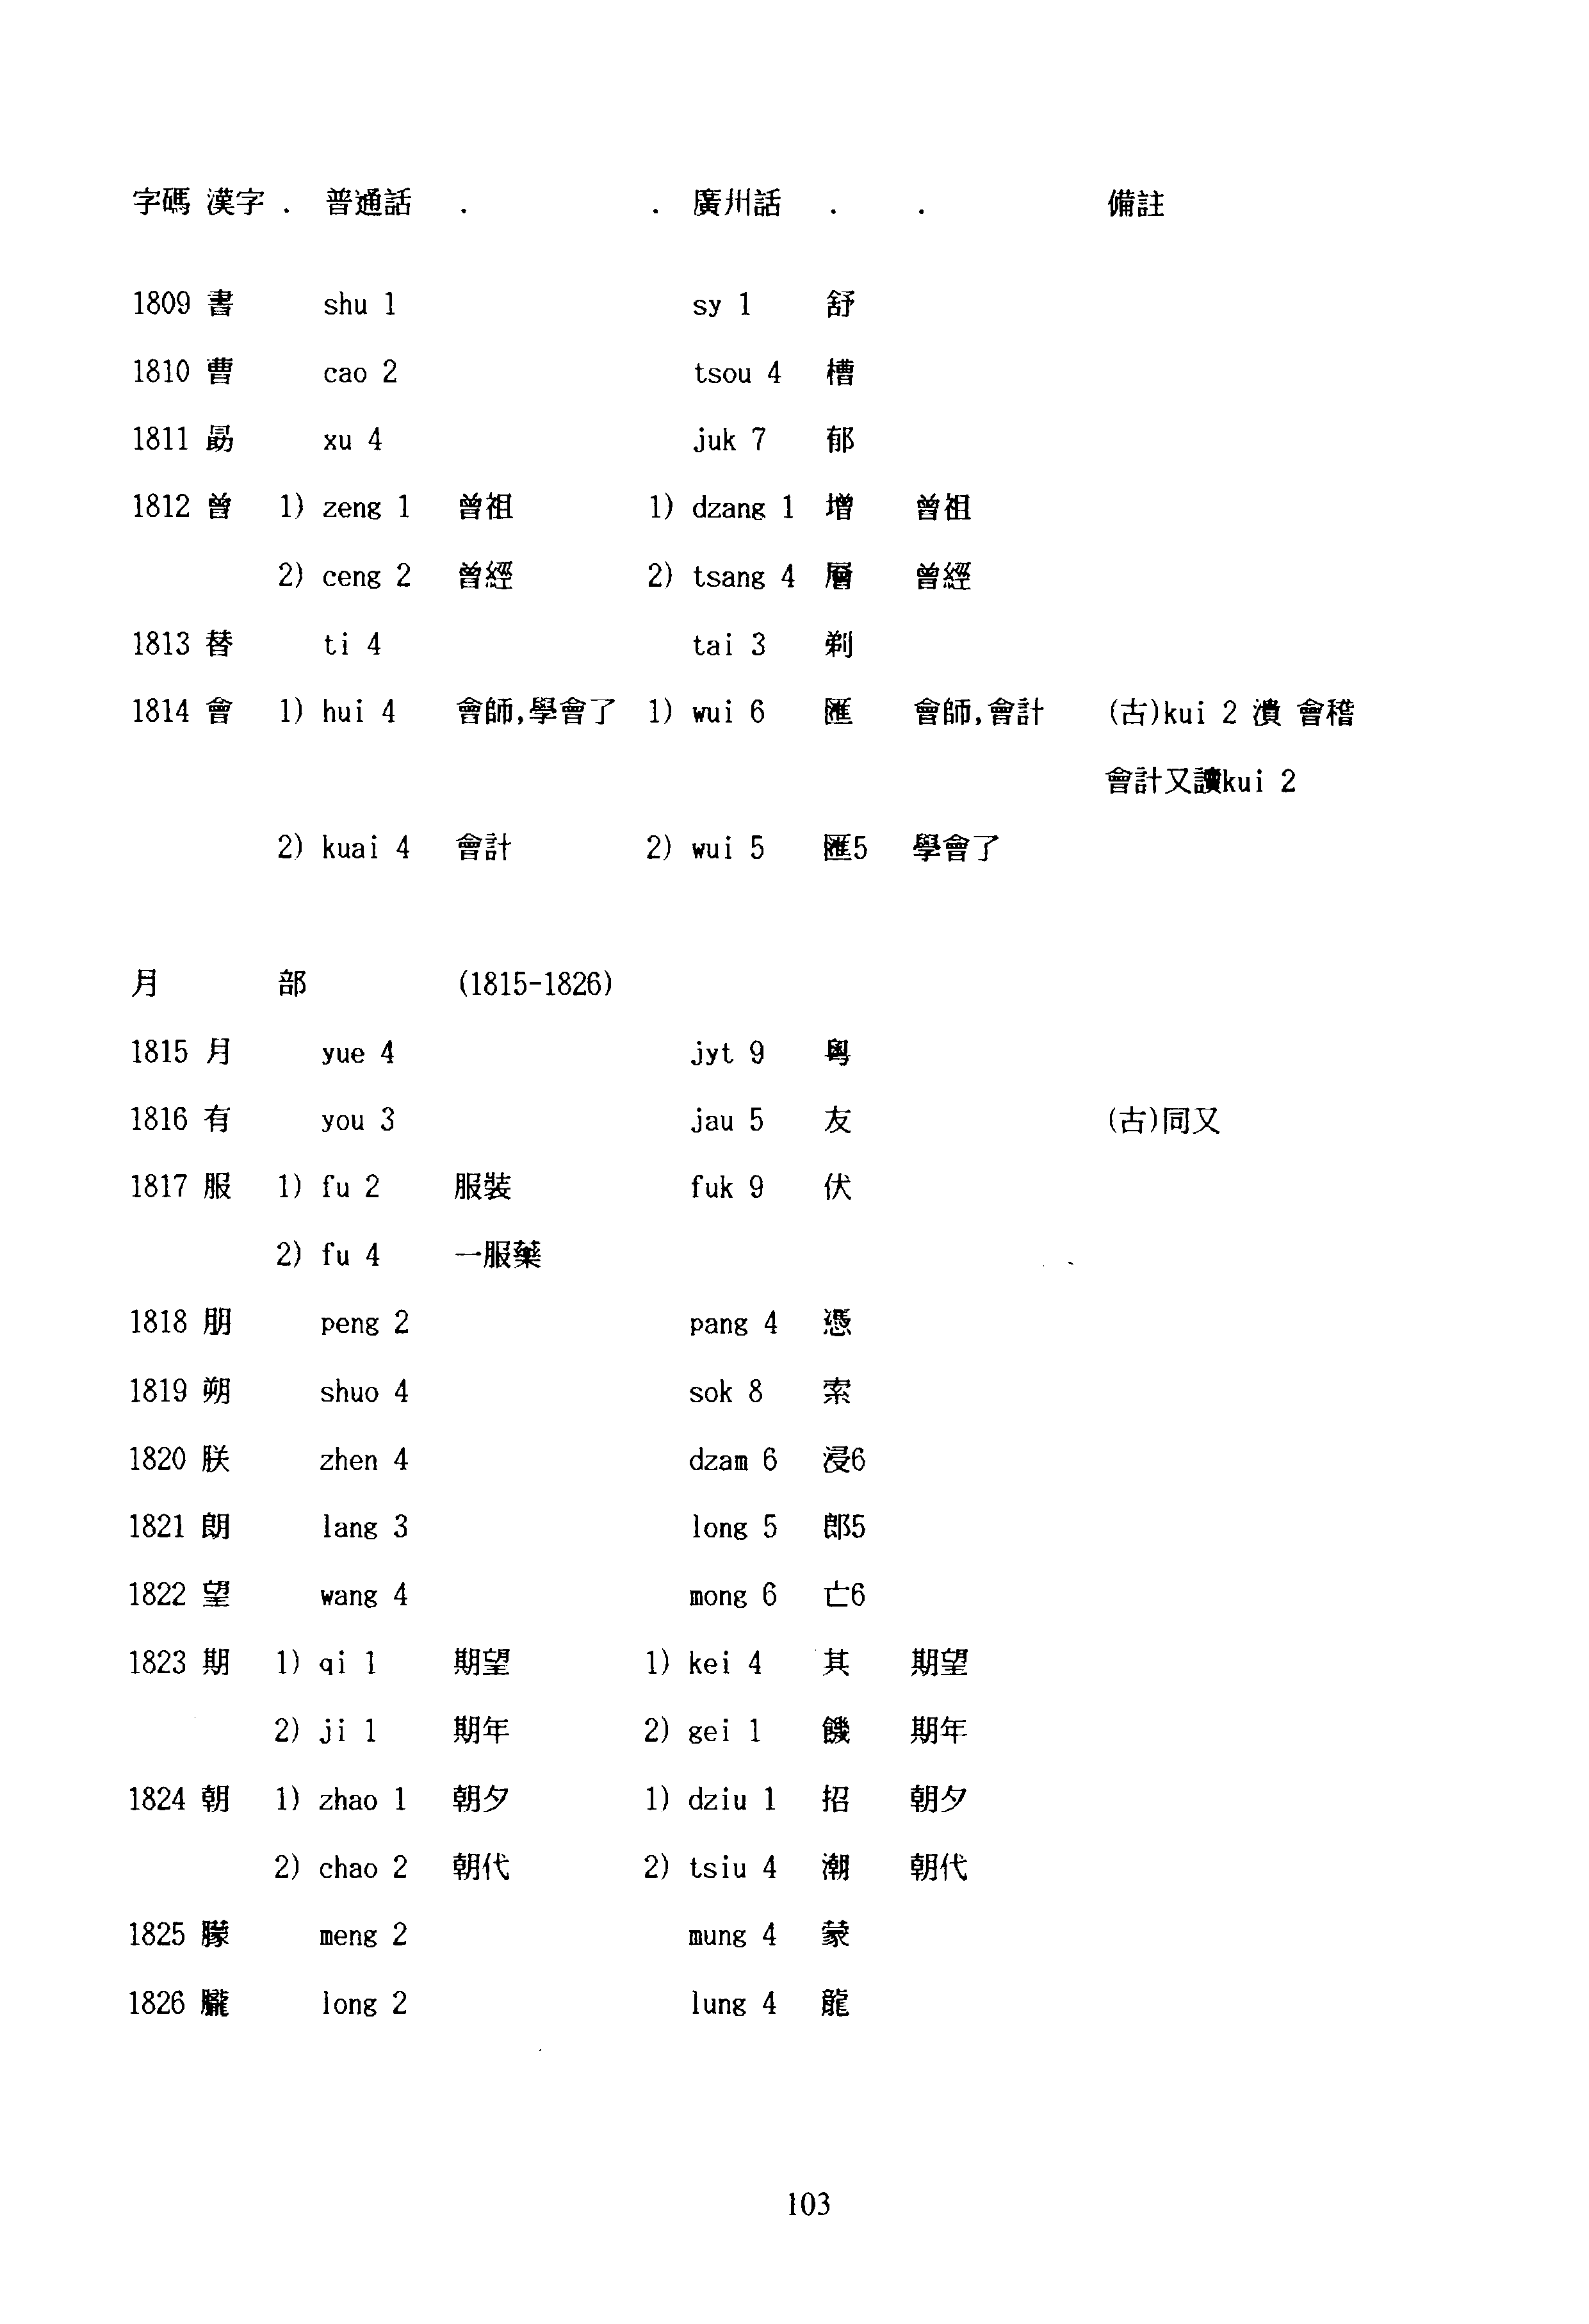 字碼 漢字 . 普通話 . . 廣州話 . . 備註
1809 書 shu 1 sy 1 舒
1810 曹 cao 2 tsou 4 槽
1811 勗 xu 4 juk 7 郁
1812 曾 1) zeng 1 曾祖 1) dzang 1 增 曾祖
2) ceng 2 曾經 2) tsang 4 層 曾經
1813 替 ti 4 tai 3 剃
1814 會 1) hui 4 會師,學會了 1) wui 6 匯 會師,會計 (古)kui 2 潰 會稽
會計又讀kui 2
2) kuai 4 會計 2) wui 5 匯5 學會了
月 部 (1815-1826)
1815 月 yue 4 jyt 9 粵
1816 有 you 3 jau 5 友 (古)同又
1817 服 1) fu 2 服裝 fuk 9 伏
2) fu 4 一服藥
1818 朋 peng 2 pang 4 憑
1819 朔 shuo 4 sok 8 索
1820 朕 zhen 4 dzam 6 浸6
1821 朗 lang 3 long 5 郎5
1822 望 wang 4 mong 6 亡6
1823 期 1) qi 1 期望 1) kei 4 其 期望
2) ji 1 期年 2) gei 1 饑 期年
1824 朝 1) zhao 1 朝夕 1) dziu 1 招 朝夕
2) chao 2 朝代 2) tsiu 4 潮 朝代
1825 朦 meng 2 mung 4 蒙
1826 朧 long 2 lung 4 龍
103